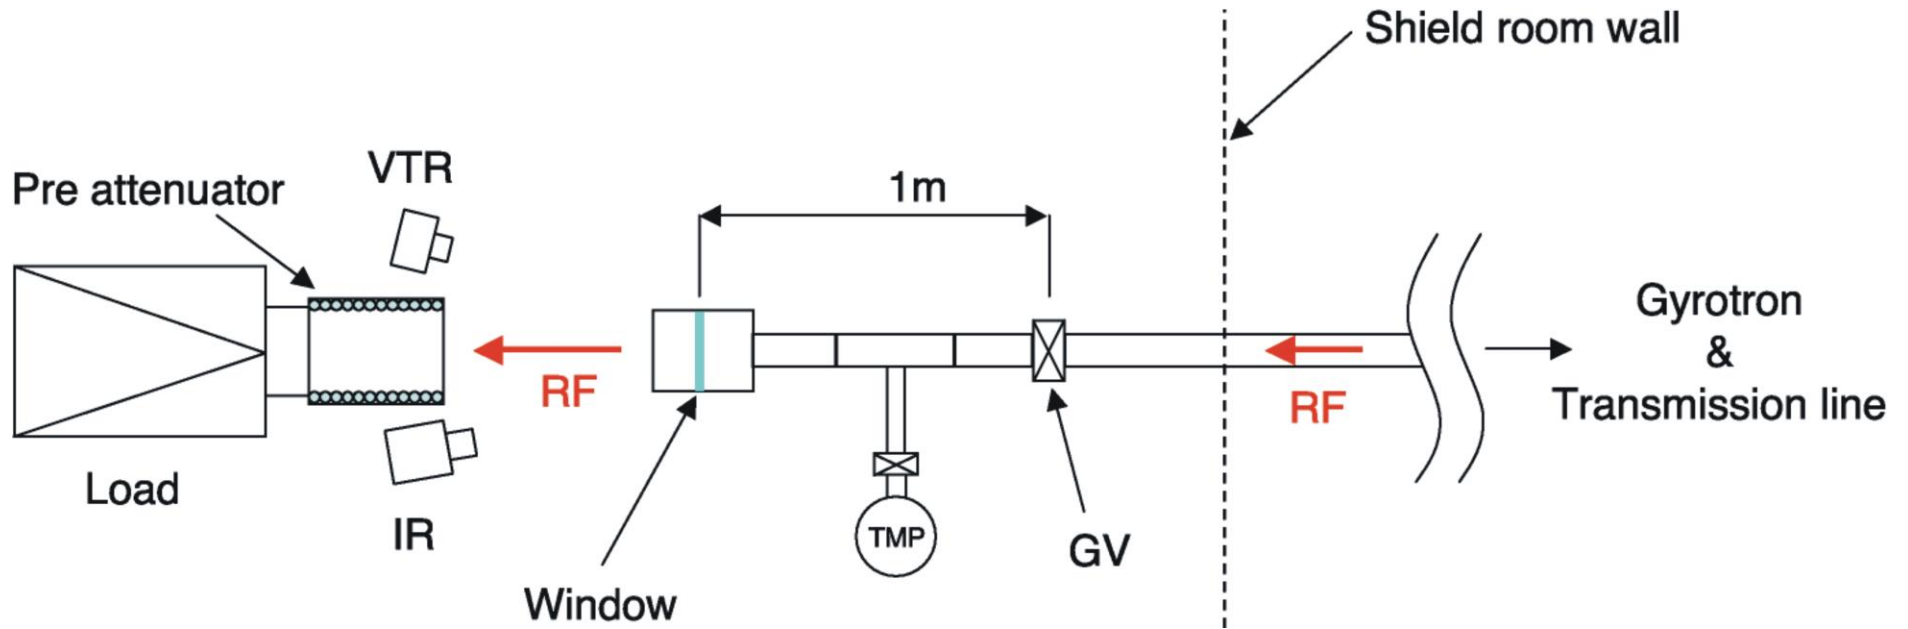 Shield room wall
VTR
Pre attenuator
1m
Gyrotron
&
Transmission line
RF
RF
Load
IR
TMP
GV
Window